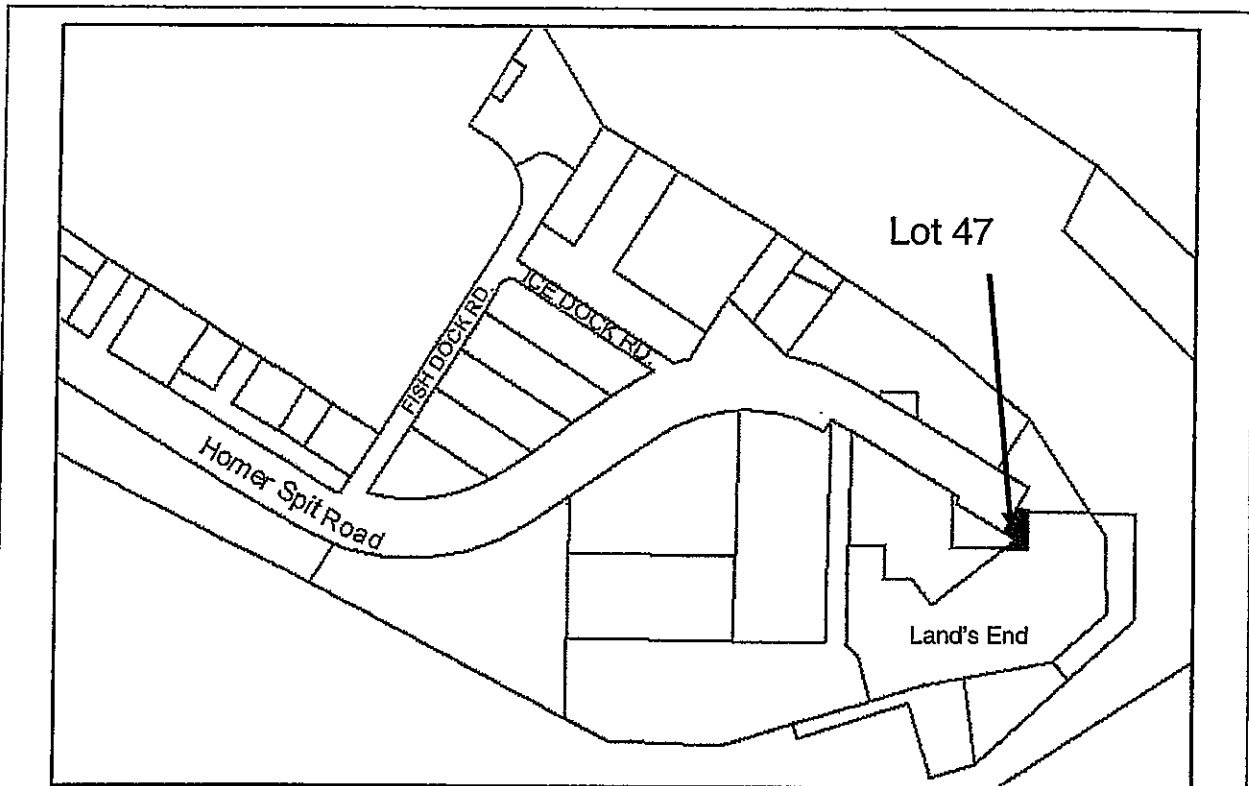 Lot 47
ICE DOCK RD.
FISH DOCK RD.
Homer Spit Road
Land's End